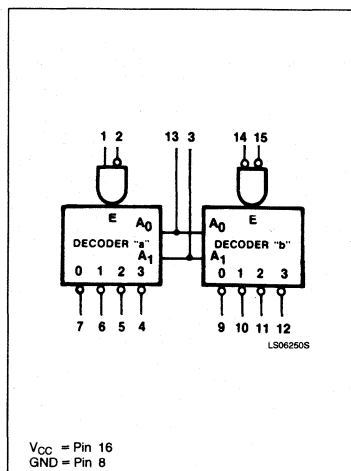 1 2 13 3 14 15
E A₀ A₀ E
DECODER "a" A₁ A₁ DECODER "b"
0 1 2 3 0 1 2 3
LS06250S
7 6 5 4 9 10 11 12
V_CC = Pin 16
GND = Pin 8